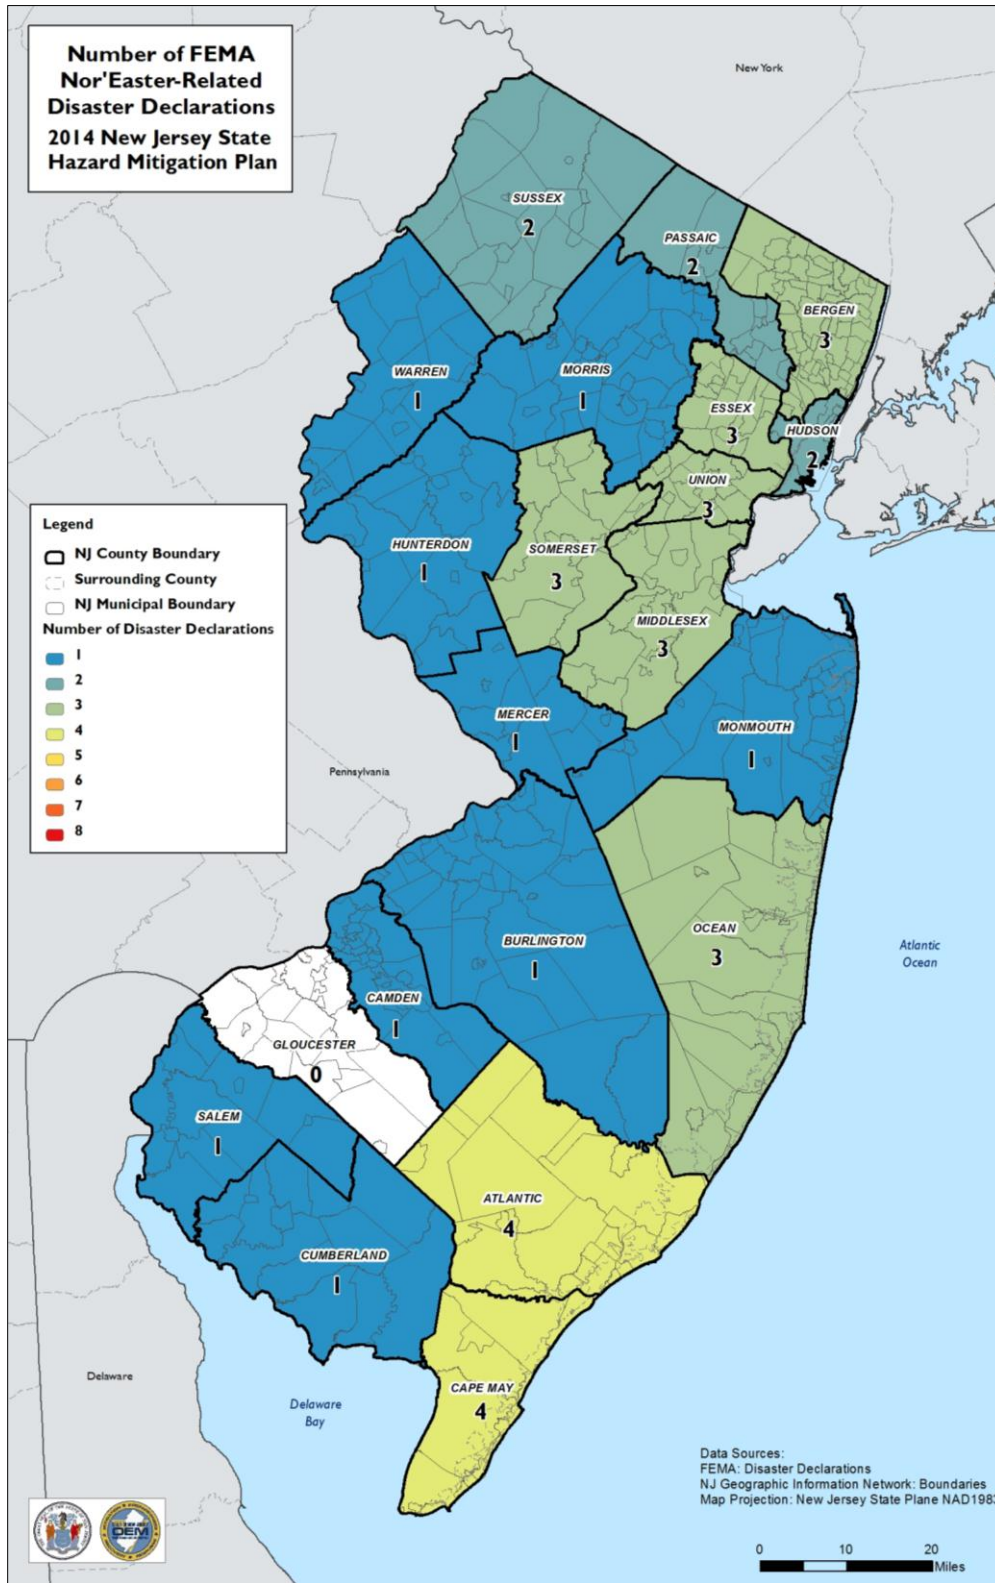 Number of FEMA
Nor'Easter-Related
Disaster Declarations
2014 New Jersey State
Hazard Mitigation Plan
New York
SUSSEX
2
PASSAIC
2
BERGEN
3
WARREN
1
MORRIS
1
ESSEX
3
HUDSON
2
UNION
3
HUNTERDON
1
SOMERSET
3
MIDDLESEX
3
MERCER
1
MONMOUTH
1
Pennsylvania
Legend
NJ County Boundary
Surrounding County
NJ Municipal Boundary
Number of Disaster Declarations
1
2
3
4
5
6
7
8
OCEAN
3
BURLINGTON
1
Atlantic
Ocean
CAMDEN
1
GLOUCESTER
0
SALEM
1
ATLANTIC
4
CUMBERLAND
1
CAPE MAY
4
Delaware
Delaware
Bay
Data Sources:
FEMA: Disaster Declarations
NJ Geographic Information Network: Boundaries
Map Projection: New Jersey State Plane NAD1983
OEM
0 10 20
Miles